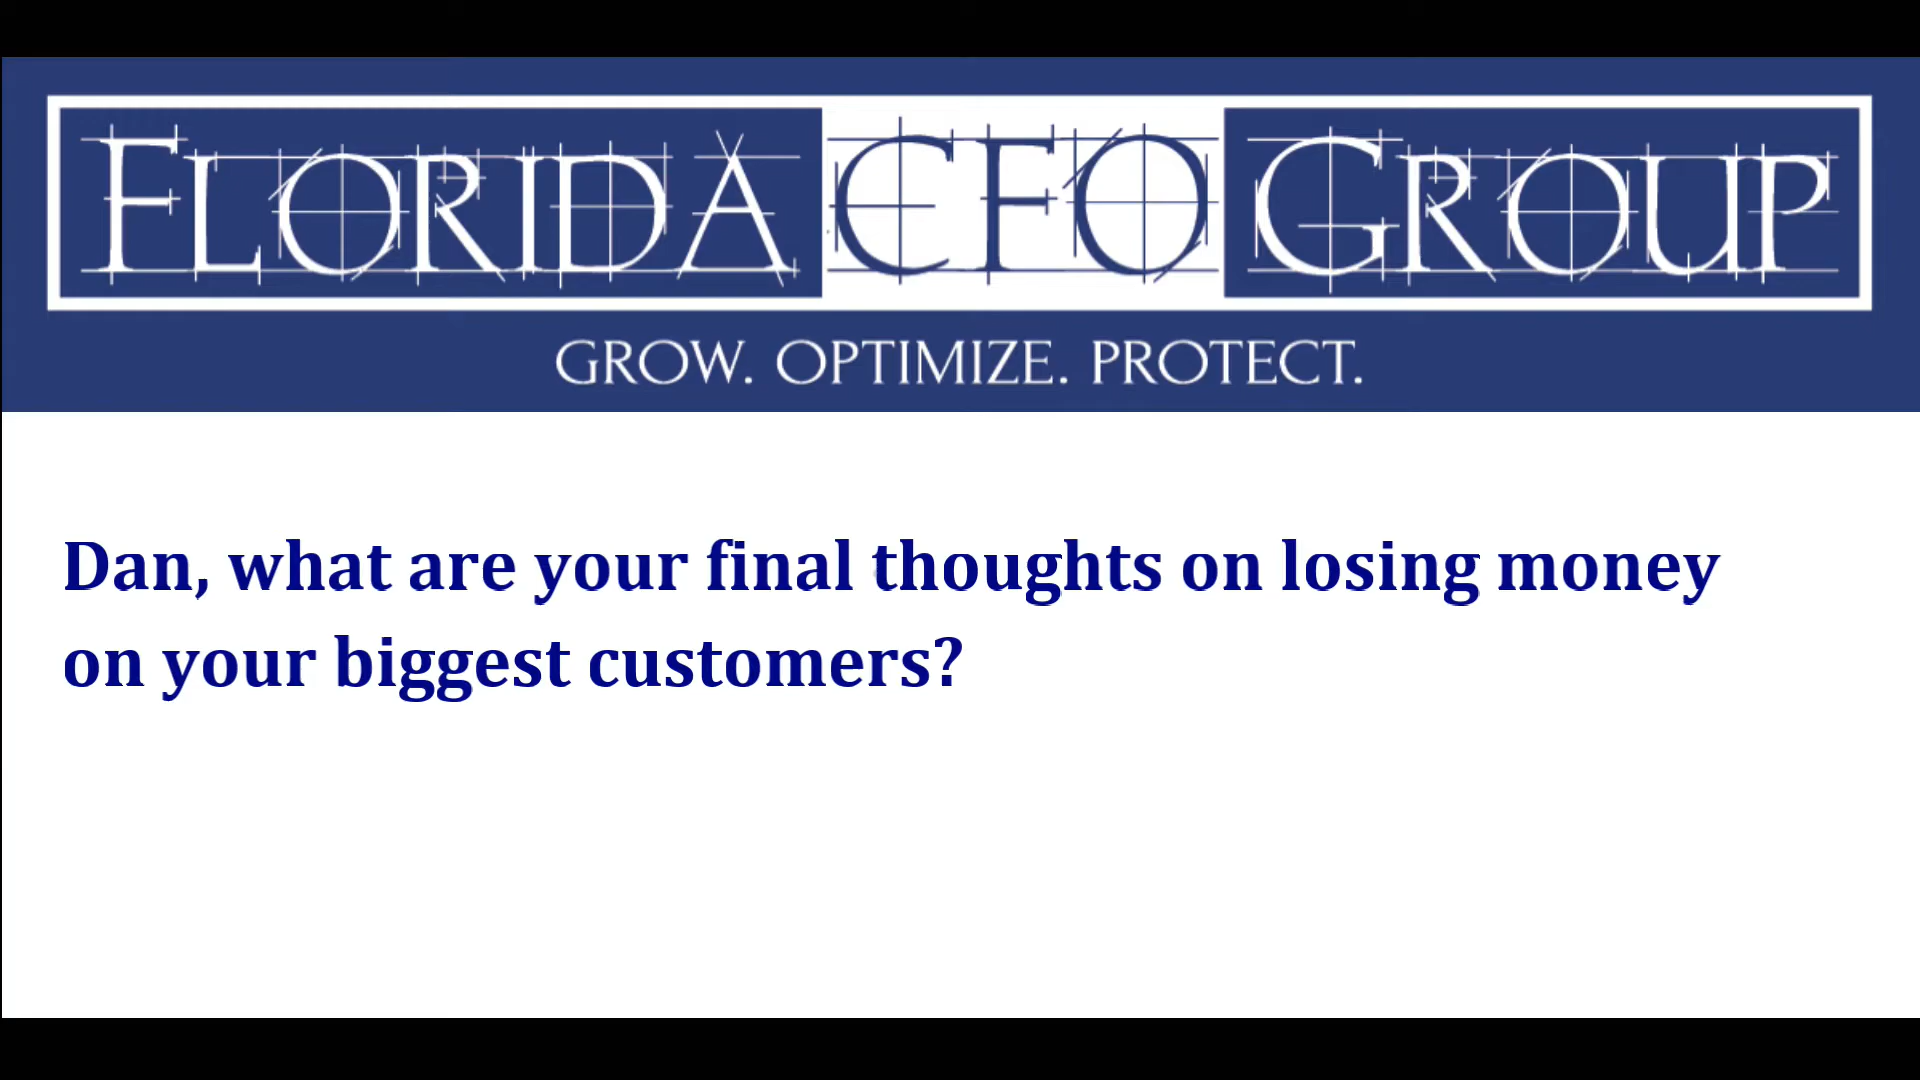 FLORIDA CFO GROUP
GROW. OPTIMIZE. PROTECT.
Dan, what are your final thoughts on losing money
on your biggest customers?